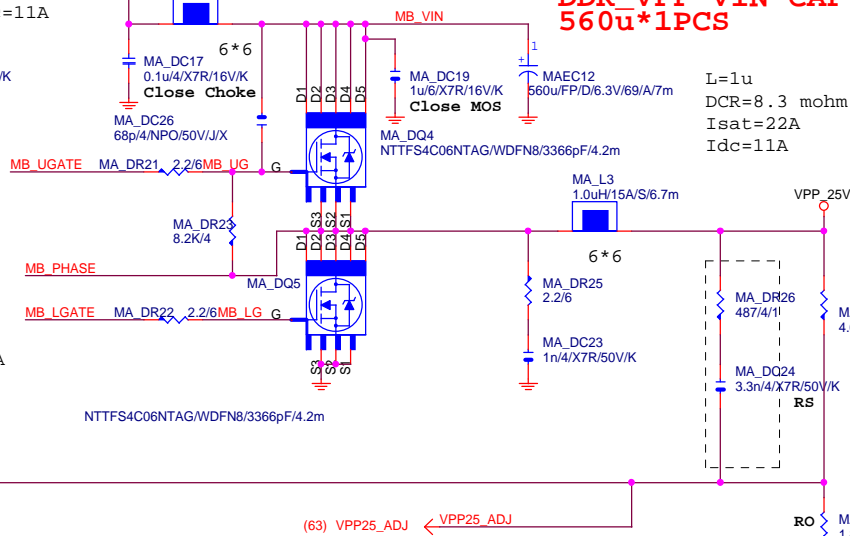 =11A
MB_VIN
DDR_VPP VIN CAP
560u*1PCS
6*6
/K
MA_DC17
0.1u/4/X7R/16V/K
Close Choke
MA_DC26
68p/4/NPO/50V/J/X
D1
D2
D3
D4
D5
MA_DC19
1u/6/X7R/16V/K
Close MOS
1
+
MAEC12
560u/FP/D/6.3V/69/A/7m
L=1u
DCR=8.3 mohm
Isat=22A
Idc=11A
MA_DQ4
NTTFS4C06NTAG/WDFN8/3366pF/4.2m
MB_UGATE
MA_DR21
2.2/6
MB_UG
G
S3
S2
S1
MA_L3
1.0uH/15A/S/6.7m
6*6
VPP_25V
MA_DR23
8.2K/4
D1
D2
D3
D4
D5
MB_PHASE
MA_DQ5
MB_LGATE
MA_DR22
2.2/6
MB_LG
G
S3
S2
S1
MA_DR25
2.2/6
MA_DC23
1n/4/X7R/50V/K
MA_DR26
487/4/1
MA_DC24
3.3n/4/X7R/50V/K
RS
M
4.
A
NTTFS4C06NTAG/WDFN8/3366pF/4.2m
(63) VPP25_ADJ
VPP25_ADJ
RO
M
1.